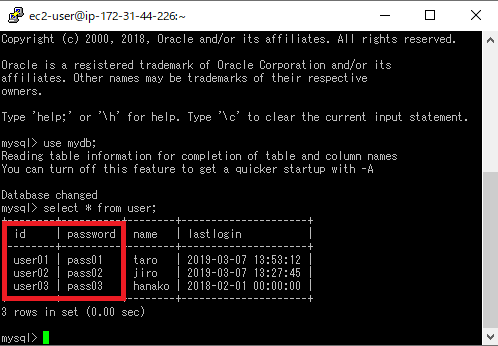 ec2-user@ip-172-31-44-226:~
Copyright (c) 2000, 2018, Oracle and/or its affiliates. All rights reserved.
Oracle is a registered trademark of Oracle Corporation and/or its
affiliates. Other names may be trademarks of their respective
owners.
Type 'help;' or '\h' for help. Type '\c' to clear the current input statement.
mysql> use mydb;
Reading table information for completion of table and column names
You can turn off this feature to get a quicker startup with -A
Database changed
mysql> select * from user;
+--------+----------+--------+---------------------+
| id | password | name | lastlogin |
+--------+----------+--------+---------------------+
| user01 | pass01 | taro | 2019-03-07 13:53:12 |
| user02 | pass02 | jiro | 2019-03-07 13:27:45 |
| user03 | pass03 | hanako | 2018-02-01 00:00:00 |
+--------+----------+--------+---------------------+
3 rows in set (0.00 sec)
mysql>